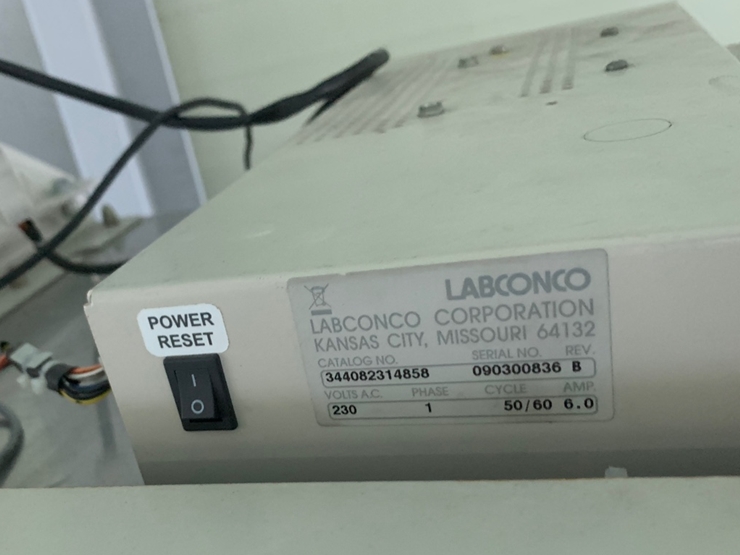 POWER
RESET
LABCONCO
LABCONCO CORPORATION
KANSAS CITY, MISSOURI 64132
CATALOG NO. SERIAL NO. REV.
344082314858 090300836 B
VOLTS A.C. PHASE CYCLE AMP.
230 1 50/60 6.0